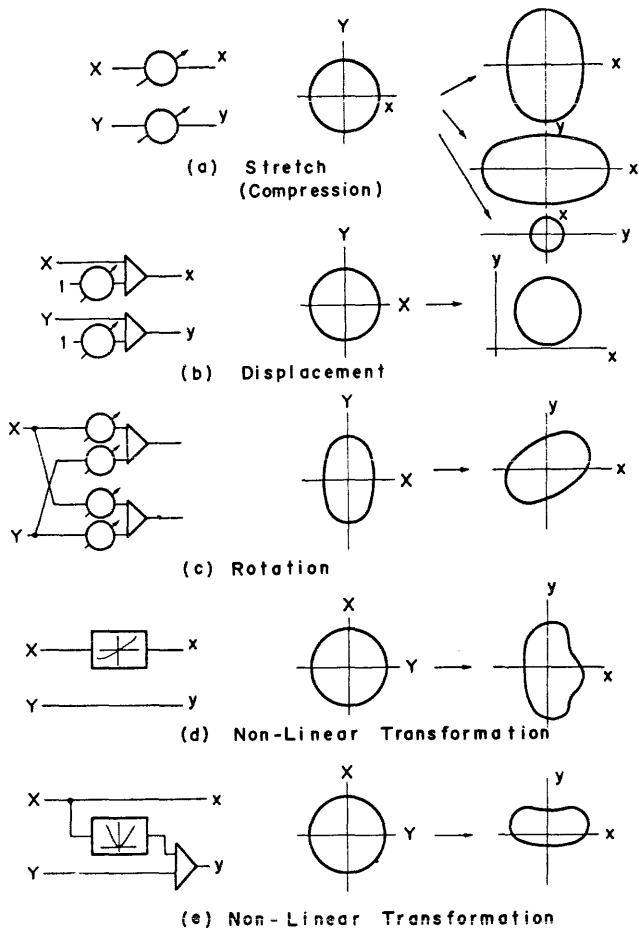 X x Y x
Y y x
y
(a) Stretch
(Compression)
x
x
y
X x Y y
1
Y y X
1 x
(b) Displacement
X Y y
X x
Y
(c) Rotation
X x X y
Y x
Y y
(d) Non-Linear Transformation
X x X y
Y x
Y y
(e) Non-Linear Transformation